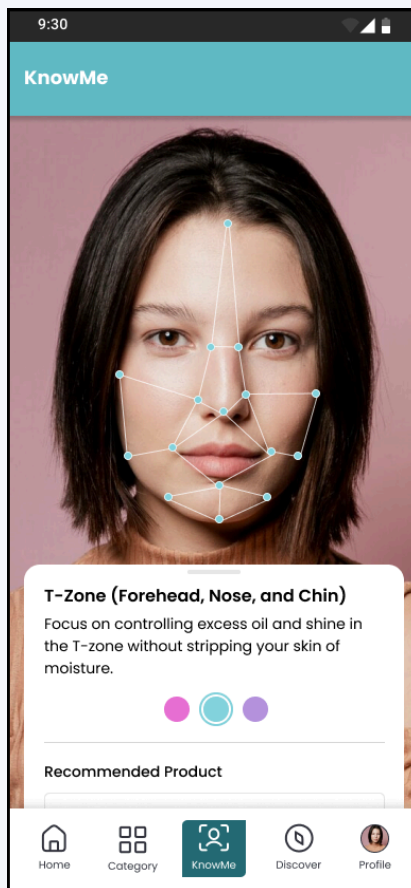 9:30
KnowMe
T-Zone (Forehead, Nose, and Chin)
Focus on controlling excess oil and shine in
the T-zone without stripping your skin of
moisture.
Recommended Product
Home
Category
KnowMe
Discover
Profile